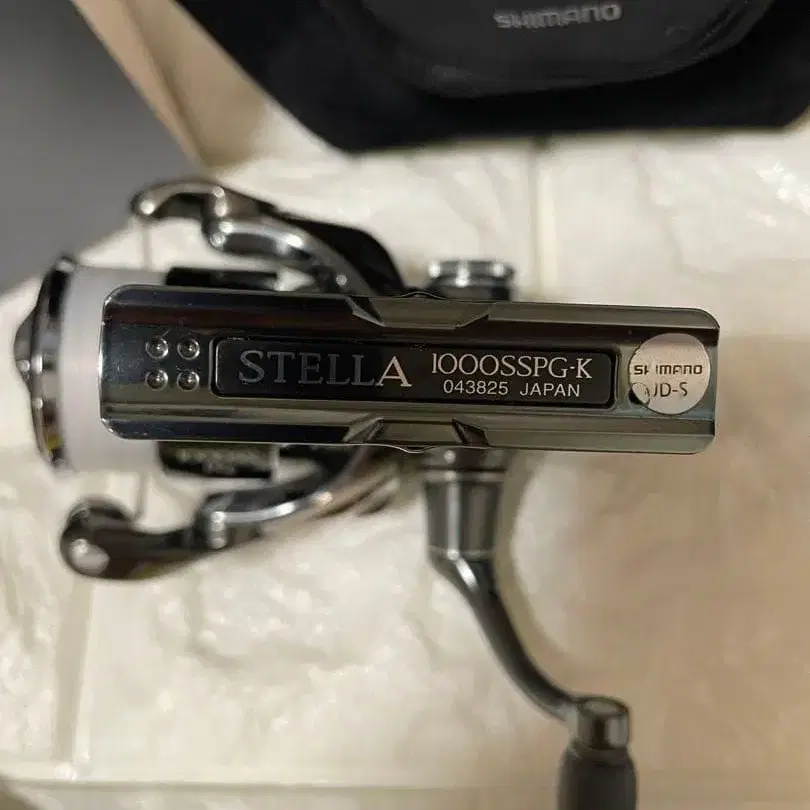 SHIMANO
STELLA 1000SSPG-K
043825 JAPAN
SHIMANO
JD-S